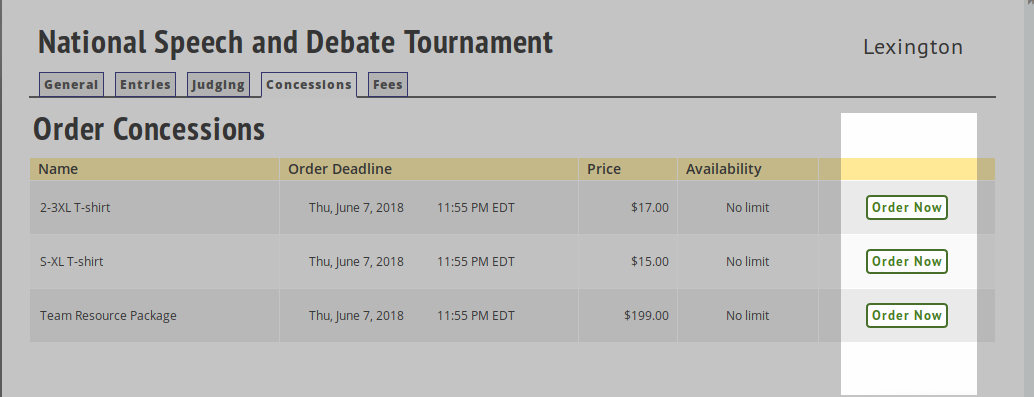 National Speech and Debate Tournament
Lexington
General Entries Judging Concessions Fees
Order Concessions
Name Order Deadline Price Availability
2-3XL T-shirt Thu, June 7, 2018 11:55 PM EDT $17.00 No limit Order Now
S-XL T-shirt Thu, June 7, 2018 11:55 PM EDT $15.00 No limit Order Now
Team Resource Package Thu, June 7, 2018 11:55 PM EDT $199.00 No limit Order Now